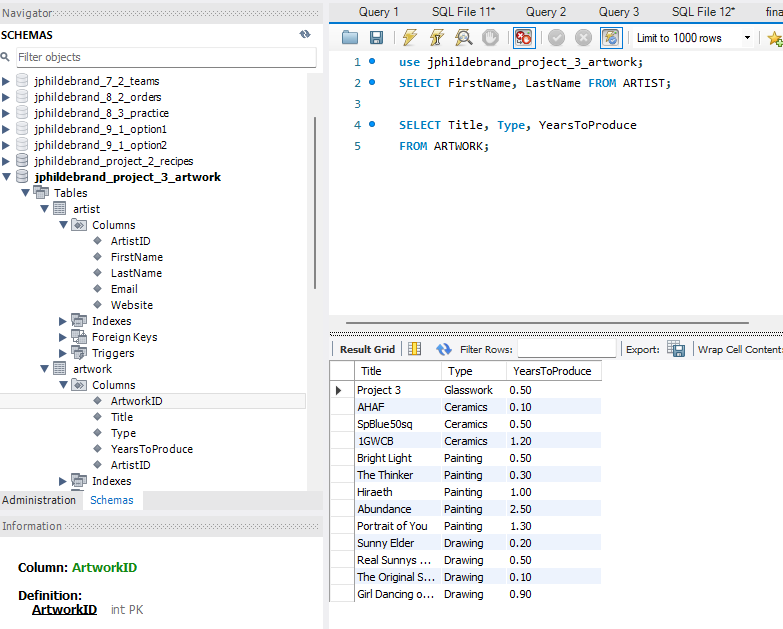 Navigator
SCHEMAS
Filter objects
jphildebrand_7_2_teams
jphildebrand_8_2_orders
jphildebrand_8_3_practice
jphildebrand_9_1_option1
jphildebrand_9_1_option2
jphildebrand_project_2_recipes
jphildebrand_project_3_artwork
Tables
artist
Columns
ArtistID
FirstName
LastName
Email
Website
Indexes
Foreign Keys
Triggers
artwork
Columns
ArtworkID
Title
Type
YearsToProduce
ArtistID
Indexes
Administration Schemas
Information
Column: ArtworkID
Definition:
ArtworkID int PK
Query 1 SQL File 11* Query 2 Query 3 SQL File 12* fina
Limit to 1000 rows
1 use jphildebrand_project_3_artwork;
2 SELECT FirstName, LastName FROM ARTIST;
3
4 SELECT Title, Type, YearsToProduce
5 FROM ARTWORK;
Result Grid Filter Rows: Export: Wrap Cell Content:
Title Type YearsToProduce
Project 3 Glasswork 0.50
AHAF Ceramics 0.10
SpBlue50sq Ceramics 0.50
1GWCB Ceramics 1.20
Bright Light Painting 0.50
The Thinker Painting 0.30
Hiraeth Painting 1.00
Abundance Painting 2.50
Portrait of You Painting 1.30
Sunny Elder Drawing 0.20
Real Sunnys ... Drawing 0.50
The Original S... Drawing 0.10
Girl Dancing o... Drawing 0.90